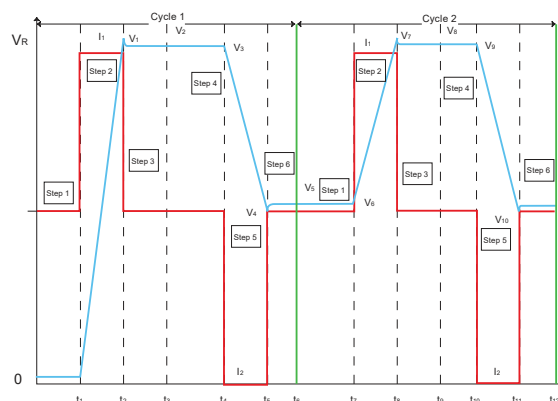 Cycle 1
Cycle 2
VR
I1
V1
V2
V3
I1
V7
V8
V9
Step 2
Step 4
Step 2
Step 4
Step 1
Step 3
Step 6
V5
Step 1
V6
Step 3
Step 6
V4
V10
Step 5
Step 5
I2
I2
0
t1
t2
t3
t4
t5
t6
t7
t8
t9
t10
t11
t12